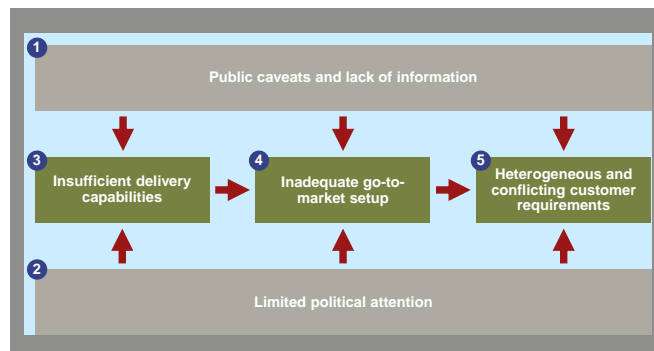 1
Public caveats and lack of information
3
Insufficient delivery
capabilities
4
Inadequate go-to-
market setup
5
Heterogeneous and
conflicting customer
requirements
2
Limited political attention